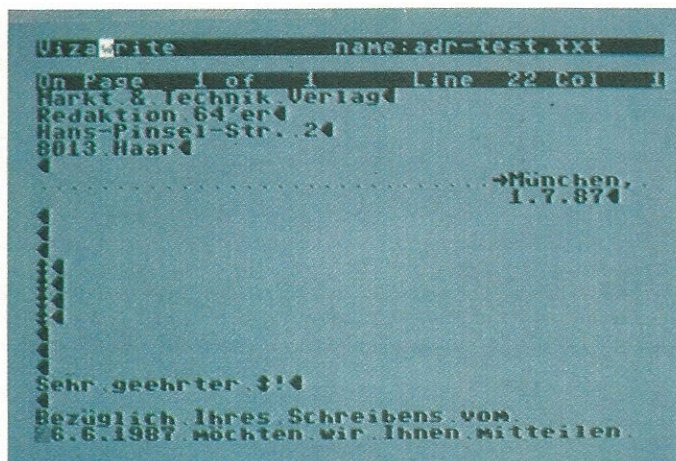 VizaWrite name:adr-test.txt
On Page 1 of 1 Line 22 Col 1
Markt & Technik Verlag
Redaktion 64'er
Hans-Pinsel-Str. 2
8013 Haar
→München,
1.7.87
Sehr geehrter !
Bezüglich Ihres Schreibens vom
26.6.1987 möchten wir Ihnen mitteilen